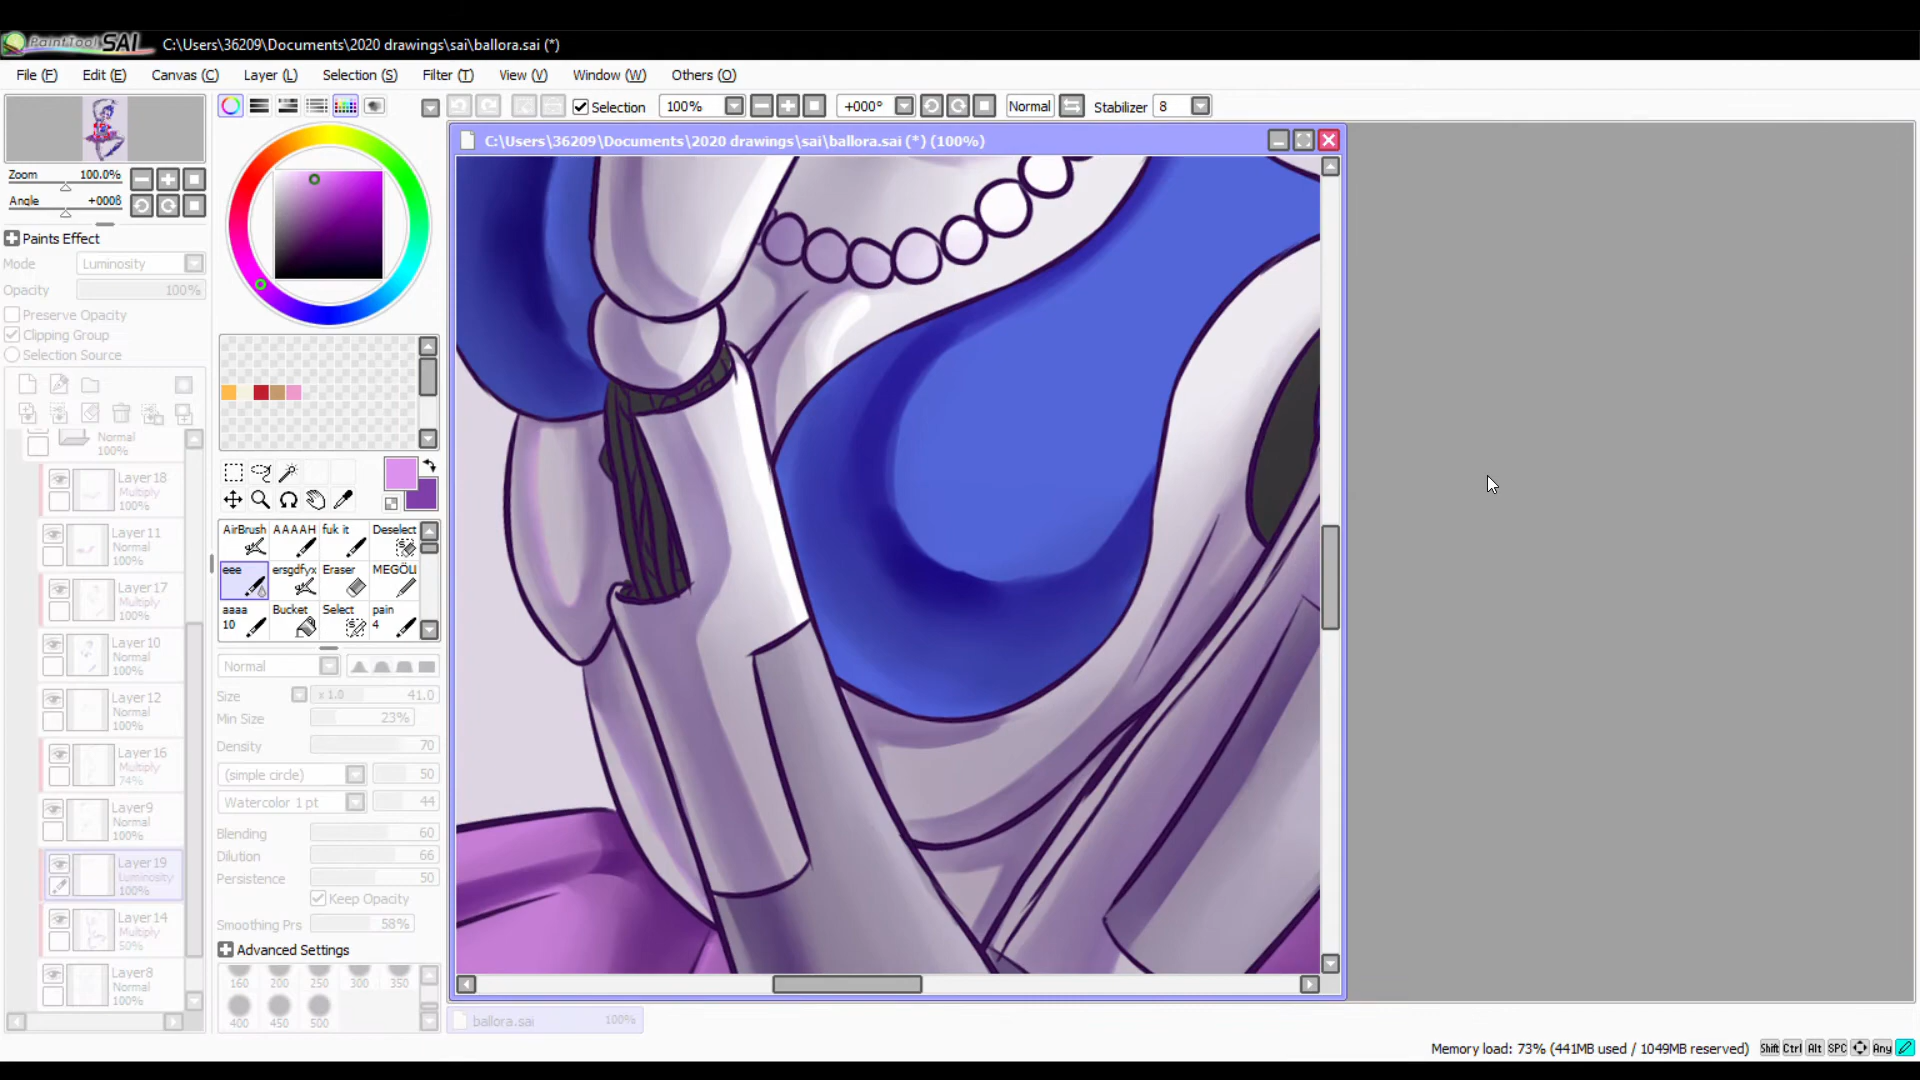 PaintTool SAI C:\Users\36209\Documents\2020 drawings\sai\ballora.sai (*)
File (F) Edit (E) Canvas (C) Layer (L) Selection (S) Filter (T) View (V) Window (W) Others (O)
Selection 100% +000° Normal Stabilizer 8
C:\Users\36209\Documents\2020 drawings\sai\ballora.sai (*) (100%)
Zoom 100.0%
Angle +0008
Paints Effect
Mode Luminosity
Opacity 100%
Preserve Opacity
Clipping Group
Selection Source
Normal
100%
Layer18
Multiply
100%
Layer11
Normal
100%
Layer17
Multiply
100%
Layer10
Normal
100%
Layer12
Normal
100%
Layer16
Multiply
74%
Layer9
Normal
100%
Layer19
Luminosity
100%
Layer14
Multiply
50%
Layer8
Normal
100%
AirBrush AAAAH fuk it Deselect
eee ersgdfyx Eraser MEGÖLI
aaaa Bucket Select pain
10 4
Normal
Size x 1.0 41.0
Min Size 23%
Density 70
(simple circle) 50
Watercolor 1 pt 44
Blending 60
Dilution 66
Persistence 50
Keep Opacity
Smoothing Prs 58%
Advanced Settings
160 200 250 300 350
400 450 500
ballora.sai 100%
Memory load: 73% (441MB used / 1049MB reserved) Shift Ctrl Alt SPC Any